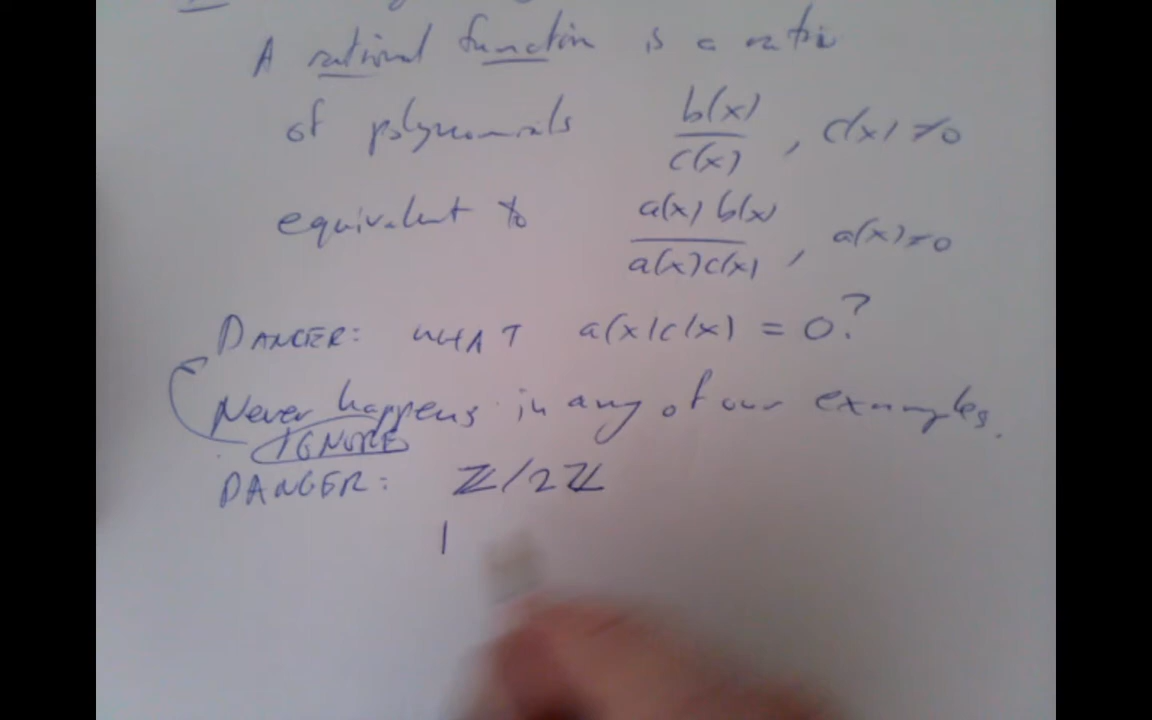 A rational function is a ratio
of polynomials b(x)/c(x), c(x) ≠ 0
equivalent to a(x) b(x)/a(x)c(x), a(x) ≠ 0
DANGER: WHAT a(x)c(x) = 0?
Never happens in any of our examples.
IGNORE
DANGER: ℤ/2ℤ
1